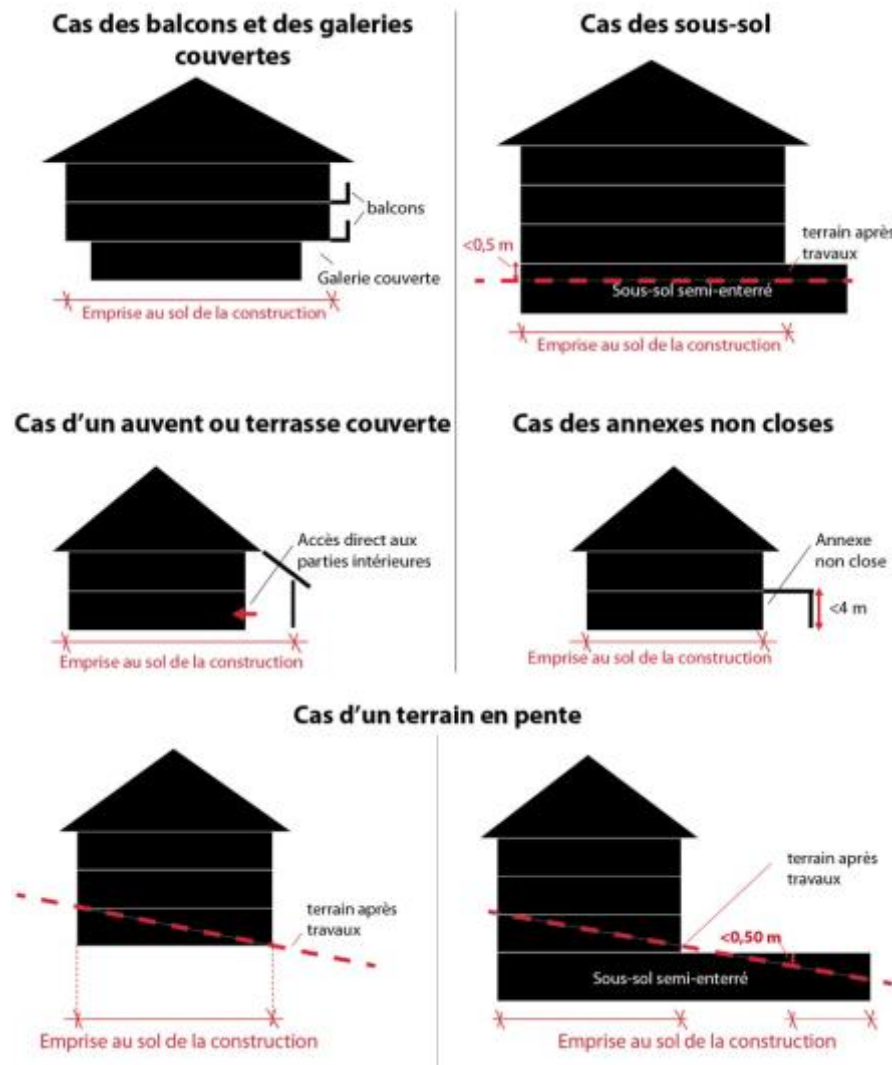 Cas des balcons et des galeries
couvertes
balcons
Galerie couverte
Emprise au sol de la construction
Cas des sous-sol
<0,5 m
terrain après
travaux
Sous-sol semi-enterré
Emprise au sol de la construction
Cas d'un auvent ou terrasse couverte
Accès direct aux
parties intérieures
Emprise au sol de la construction
Cas des annexes non closes
Annexe
non close
<4 m
Emprise au sol de la construction
Cas d'un terrain en pente
terrain après
travaux
Emprise au sol de la construction
terrain après
travaux
<0,50 m
Sous-sol semi-enterré
Emprise au sol de la construction